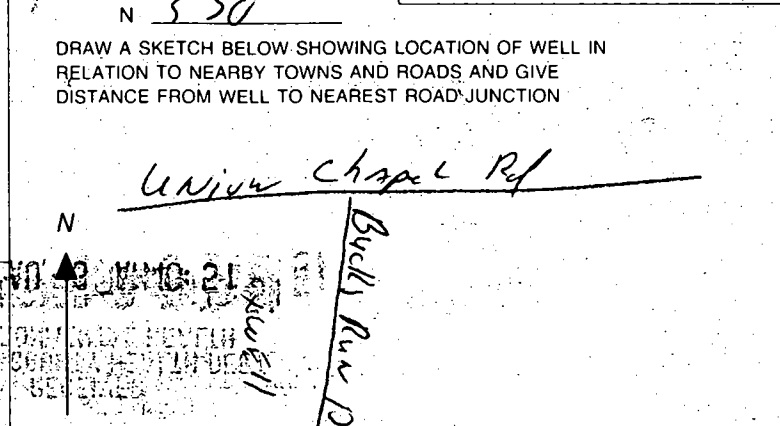 N 530
DRAW A SKETCH BELOW SHOWING LOCATION OF WELL IN
RELATION TO NEARBY TOWNS AND ROADS AND GIVE
DISTANCE FROM WELL TO NEAREST ROAD JUNCTION
Union Chapel Rd
N
Bucks Run
x WELL